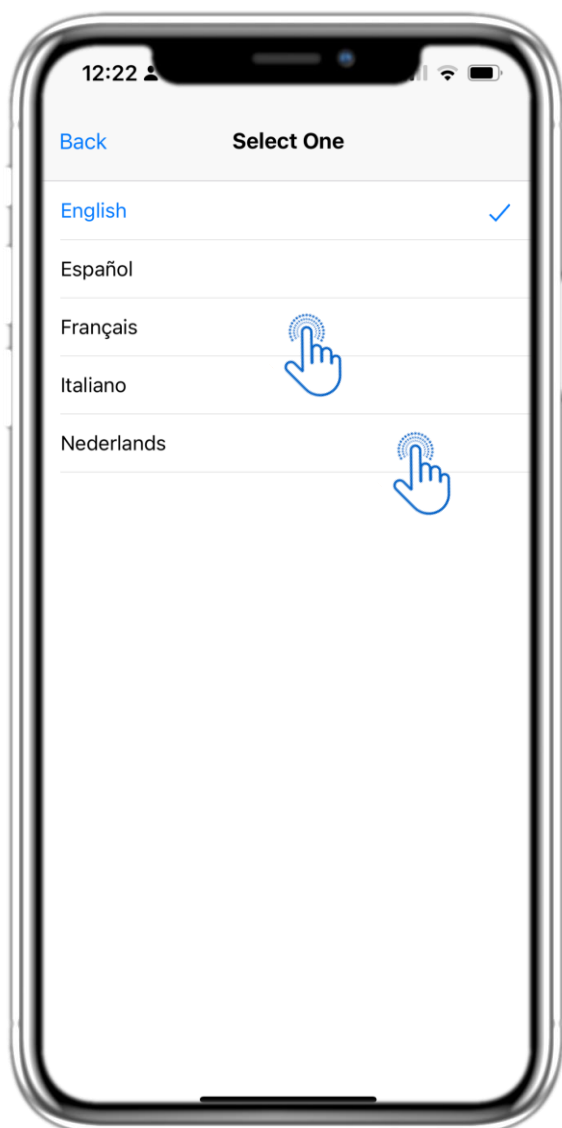 12:22
Back Select One
English
Español
Français
Italiano
Nederlands